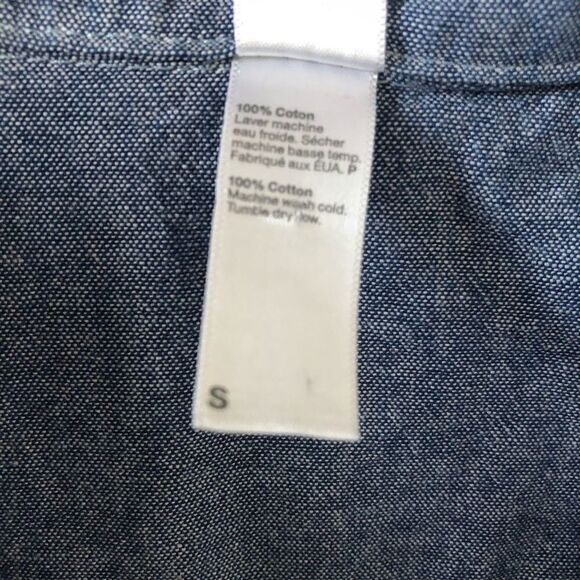 100% Coton
Laver machine
eau froide. Sécher
machine basse temp.
Fabriqué aux ÉUA. P
100% Cotton
Machine wash cold.
Tumble dry low.
S